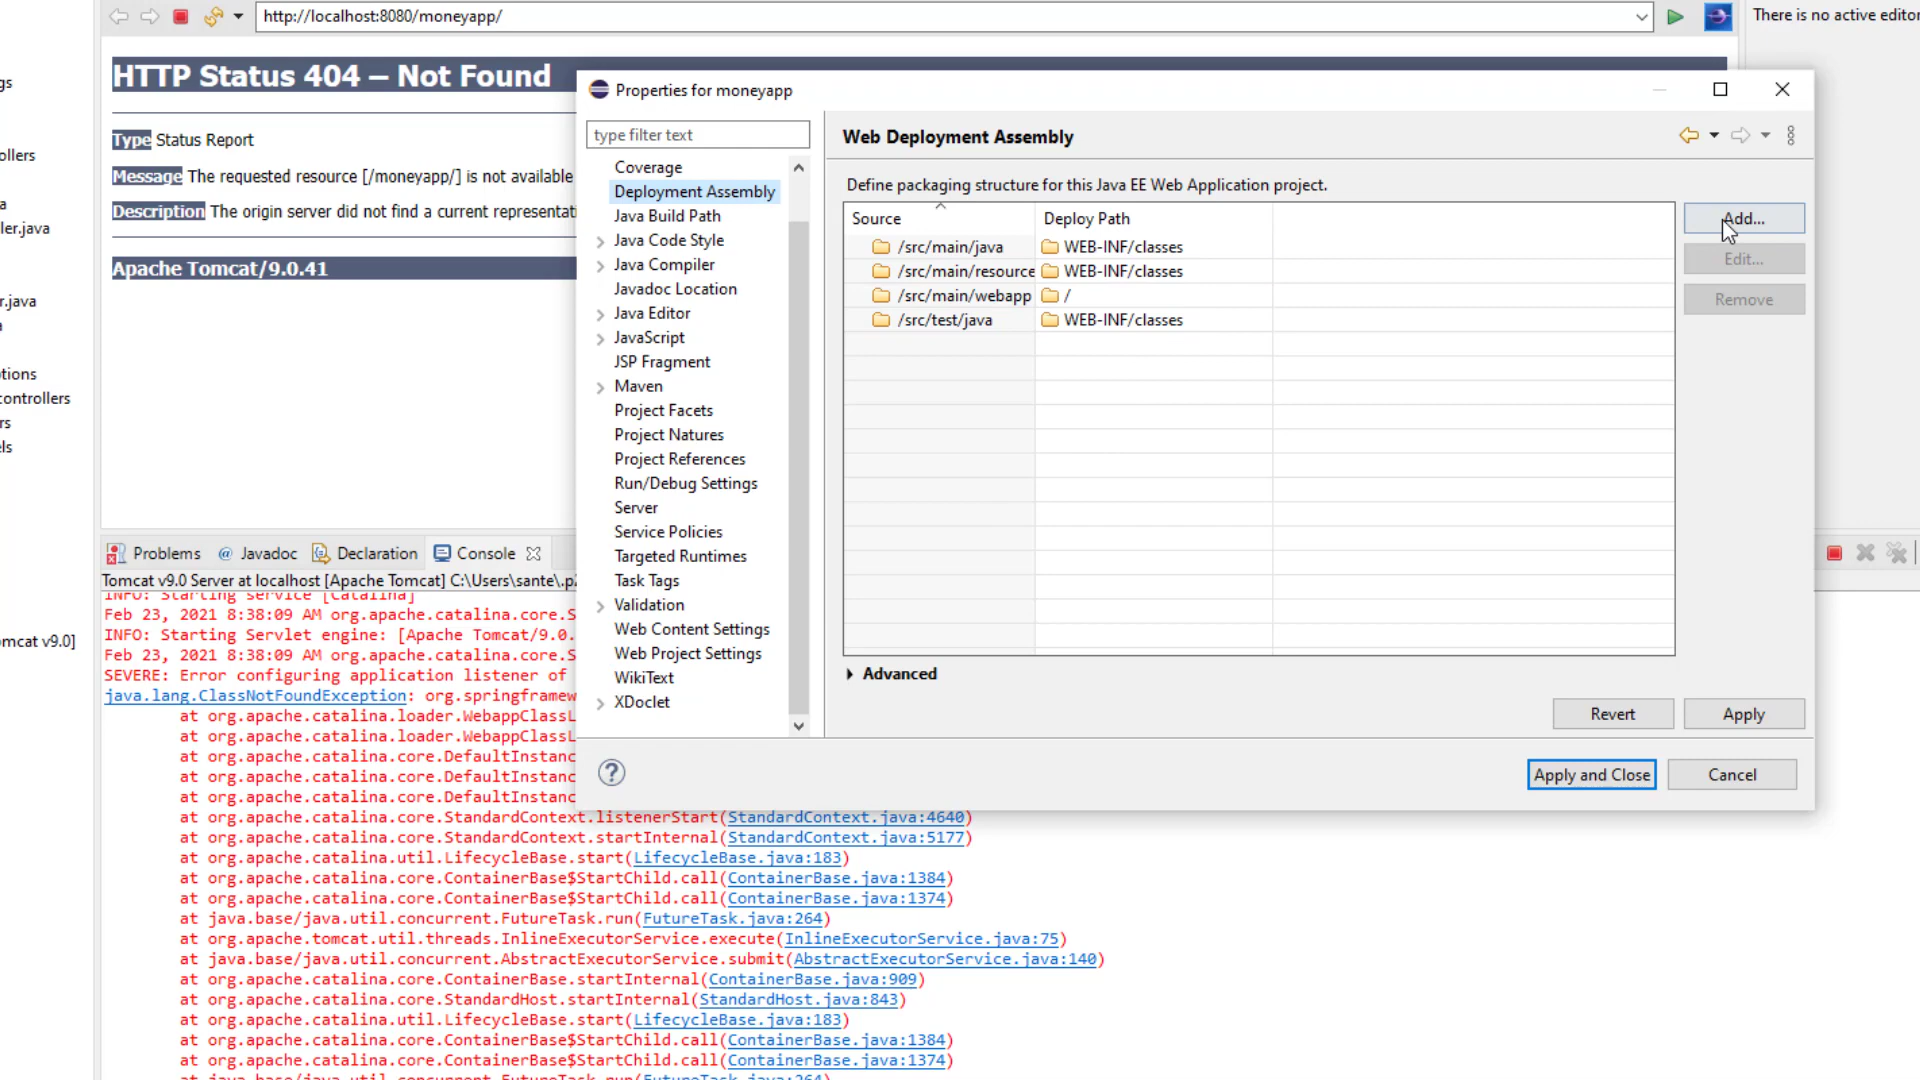 http://localhost:8080/moneyapp/
There is no active editor
HTTP Status 404 – Not Found
Type Status Report
Message The requested resource [/moneyapp/] is not available
Description The origin server did not find a current representati
Apache Tomcat/9.0.41
gs
ollers
a
ler.java
r.java
a
tions
controllers
rs
els
omcat v9.0]
Properties for moneyapp
type filter text
Coverage
Deployment Assembly
Java Build Path
Java Code Style
Java Compiler
Javadoc Location
Java Editor
JavaScript
JSP Fragment
Maven
Project Facets
Project Natures
Project References
Run/Debug Settings
Server
Service Policies
Targeted Runtimes
Task Tags
Validation
Web Content Settings
Web Project Settings
WikiText
XDoclet
Web Deployment Assembly
Define packaging structure for this Java EE Web Application project.
Source Deploy Path
/src/main/java WEB-INF/classes
/src/main/resource WEB-INF/classes
/src/main/webapp /
/src/test/java WEB-INF/classes
Add...
Edit...
Remove
Advanced
Revert Apply
Apply and Close Cancel
Problems @ Javadoc Declaration Console
Tomcat v9.0 Server at localhost [Apache Tomcat] C:\Users\sante\.p2
INFO: Starting service [Catalina]
Feb 23, 2021 8:38:09 AM org.apache.catalina.core.S
INFO: Starting Servlet engine: [Apache Tomcat/9.0.
Feb 23, 2021 8:38:09 AM org.apache.catalina.core.S
SEVERE: Error configuring application listener of
java.lang.ClassNotFoundException: org.springframew
at org.apache.catalina.loader.WebappClassL
at org.apache.catalina.loader.WebappClassL
at org.apache.catalina.core.DefaultInstanc
at org.apache.catalina.core.DefaultInstanc
at org.apache.catalina.core.DefaultInstanc
at org.apache.catalina.core.StandardContext.listenerStart(StandardContext.java:4640)
at org.apache.catalina.core.StandardContext.startInternal(StandardContext.java:5177)
at org.apache.catalina.util.LifecycleBase.start(LifecycleBase.java:183)
at org.apache.catalina.core.ContainerBase$StartChild.call(ContainerBase.java:1384)
at org.apache.catalina.core.ContainerBase$StartChild.call(ContainerBase.java:1374)
at java.base/java.util.concurrent.FutureTask.run(FutureTask.java:264)
at org.apache.tomcat.util.threads.InlineExecutorService.execute(InlineExecutorService.java:75)
at java.base/java.util.concurrent.AbstractExecutorService.submit(AbstractExecutorService.java:140)
at org.apache.catalina.core.ContainerBase.startInternal(ContainerBase.java:909)
at org.apache.catalina.core.StandardHost.startInternal(StandardHost.java:843)
at org.apache.catalina.util.LifecycleBase.start(LifecycleBase.java:183)
at org.apache.catalina.core.ContainerBase$StartChild.call(ContainerBase.java:1384)
at org.apache.catalina.core.ContainerBase$StartChild.call(ContainerBase.java:1374)
at java.base/java.util.concurrent.FutureTask.run(FutureTask.java:264)